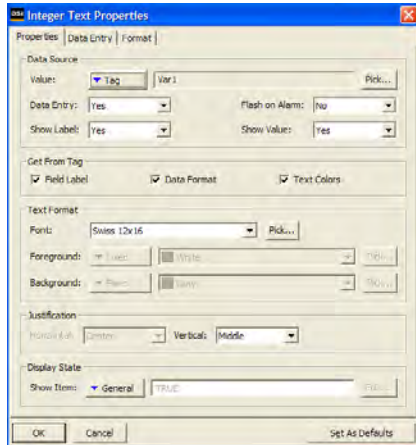 Integer Text Properties
Properties Data Entry Format
Data Source
Value: Tag Var1 Pick...
Data Entry: Yes Flash on Alarm: No
Show Label: Yes Show Value: Yes
Get From Tag
Field Label Data Format Text Colors
Text Format
Font: Swiss 12x16 Pick...
Foreground: White
Background:
Justification
Horizontal: Center Vertical: Middle
Display State
Show Item: General TRUE
OK Cancel Set As Defaults